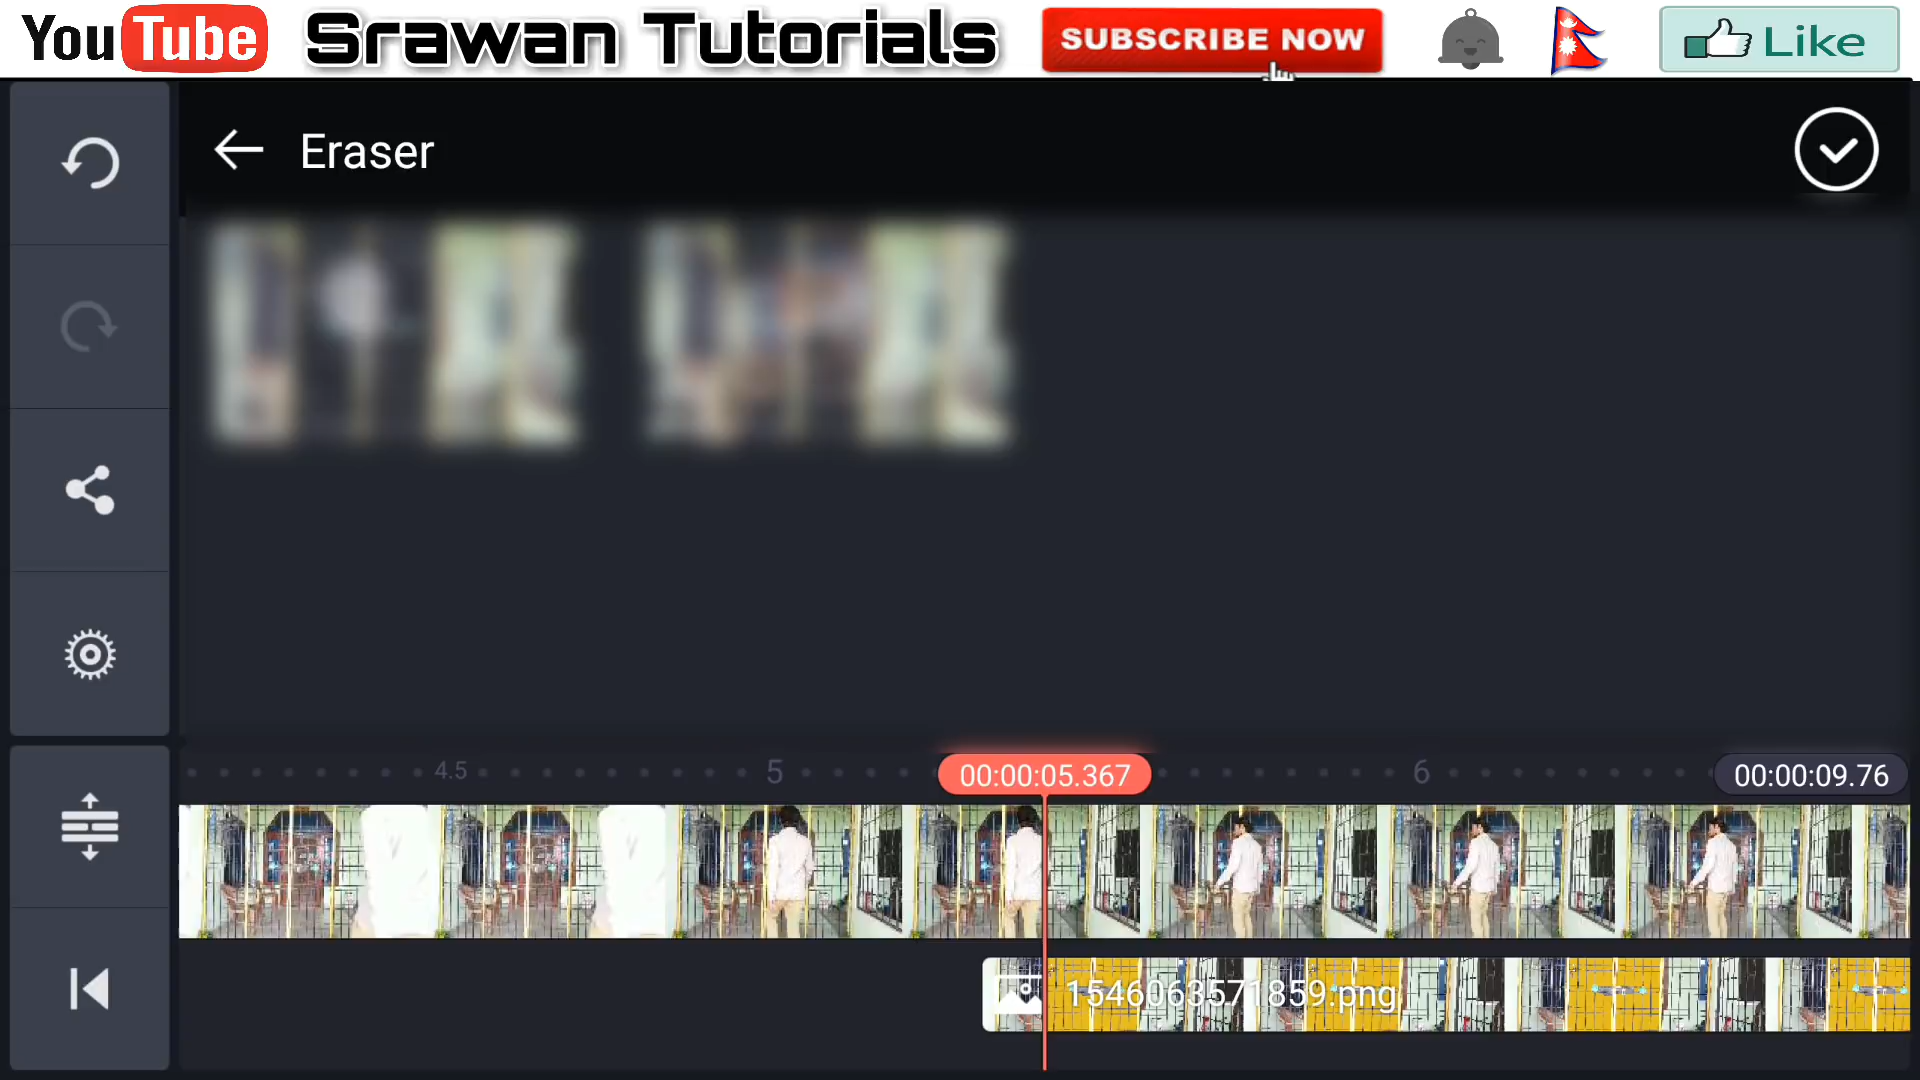 YouTube Srawan Tutorials SUBSCRIBE NOW Like
Eraser
4.5 5 00:00:05.367 6 00:00:09.76
1546063571859.png